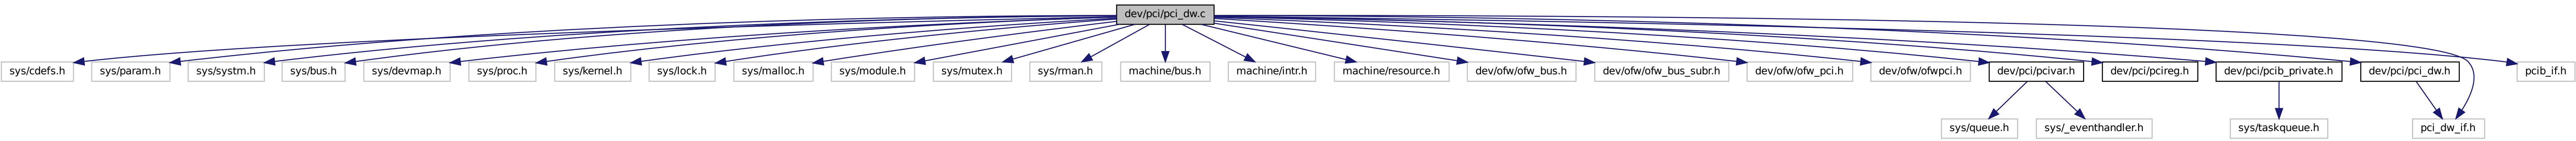 dev/pci/pci_dw.c
sys/cdefs.h
sys/param.h
sys/systm.h
sys/bus.h
sys/devmap.h
sys/proc.h
sys/kernel.h
sys/lock.h
sys/malloc.h
sys/module.h
sys/mutex.h
sys/rman.h
machine/bus.h
machine/intr.h
machine/resource.h
dev/ofw/ofw_bus.h
dev/ofw/ofw_bus_subr.h
dev/ofw/ofw_pci.h
dev/ofw/ofwpci.h
dev/pci/pcivar.h
dev/pci/pcireg.h
dev/pci/pcib_private.h
dev/pci/pci_dw.h
pcib_if.h
sys/queue.h
sys/_eventhandler.h
sys/taskqueue.h
pci_dw_if.h